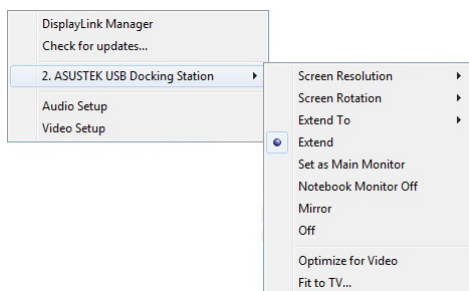 DisplayLink Manager
Check for updates...
2. ASUSTEK USB Docking Station
Audio Setup
Video Setup
Screen Resolution
Screen Rotation
Extend To
Extend
Set as Main Monitor
Notebook Monitor Off
Mirror
Off
Optimize for Video
Fit to TV...